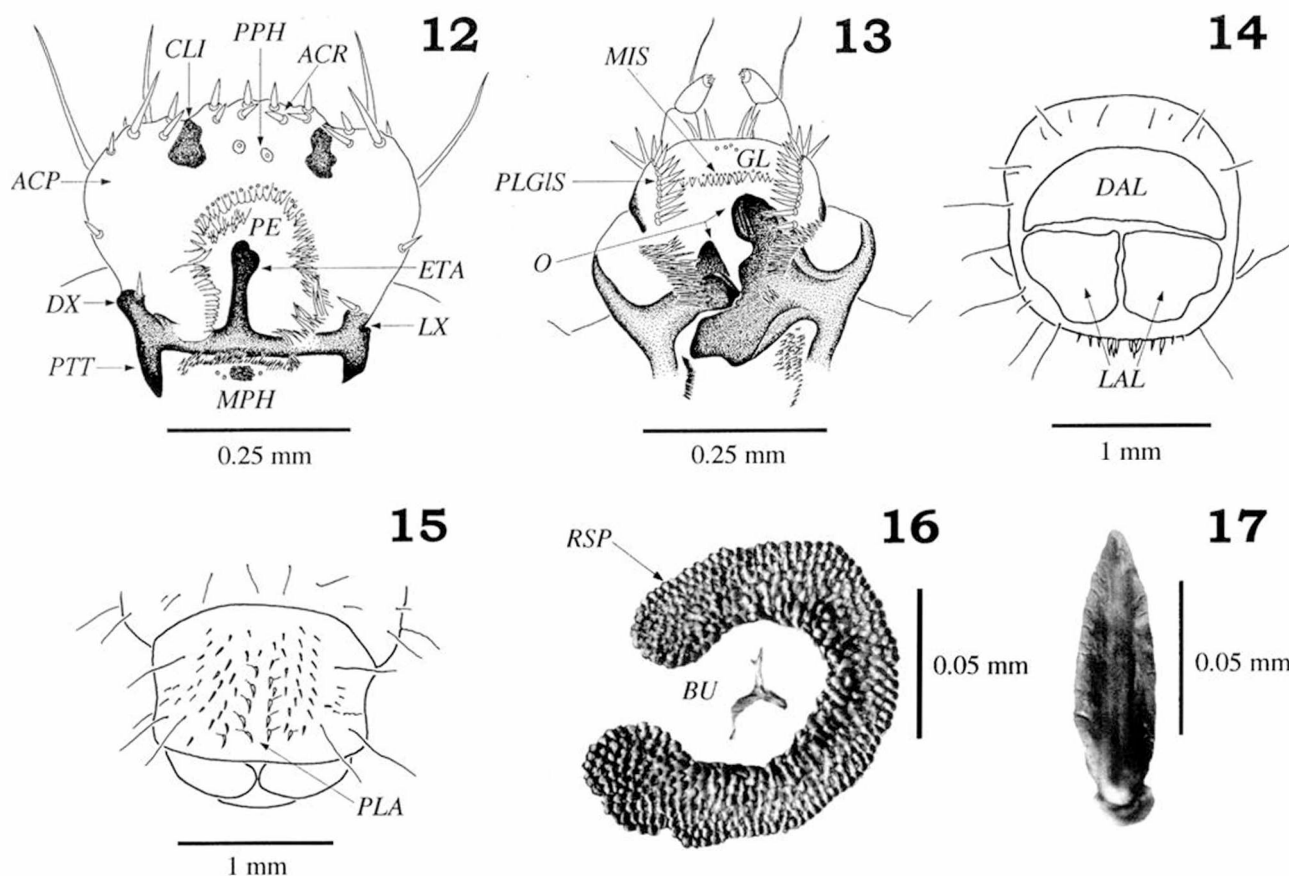 12
CLI
PPH
ACR
ACP
PE
ETA
DX
LX
PTT
MPH
0.25 mm
13
MIS
GL
PLGlS
O
0.25 mm
14
DAL
LAL
1 mm
15
PLA
1 mm
16
RSP
BU
0.05 mm
17
0.05 mm